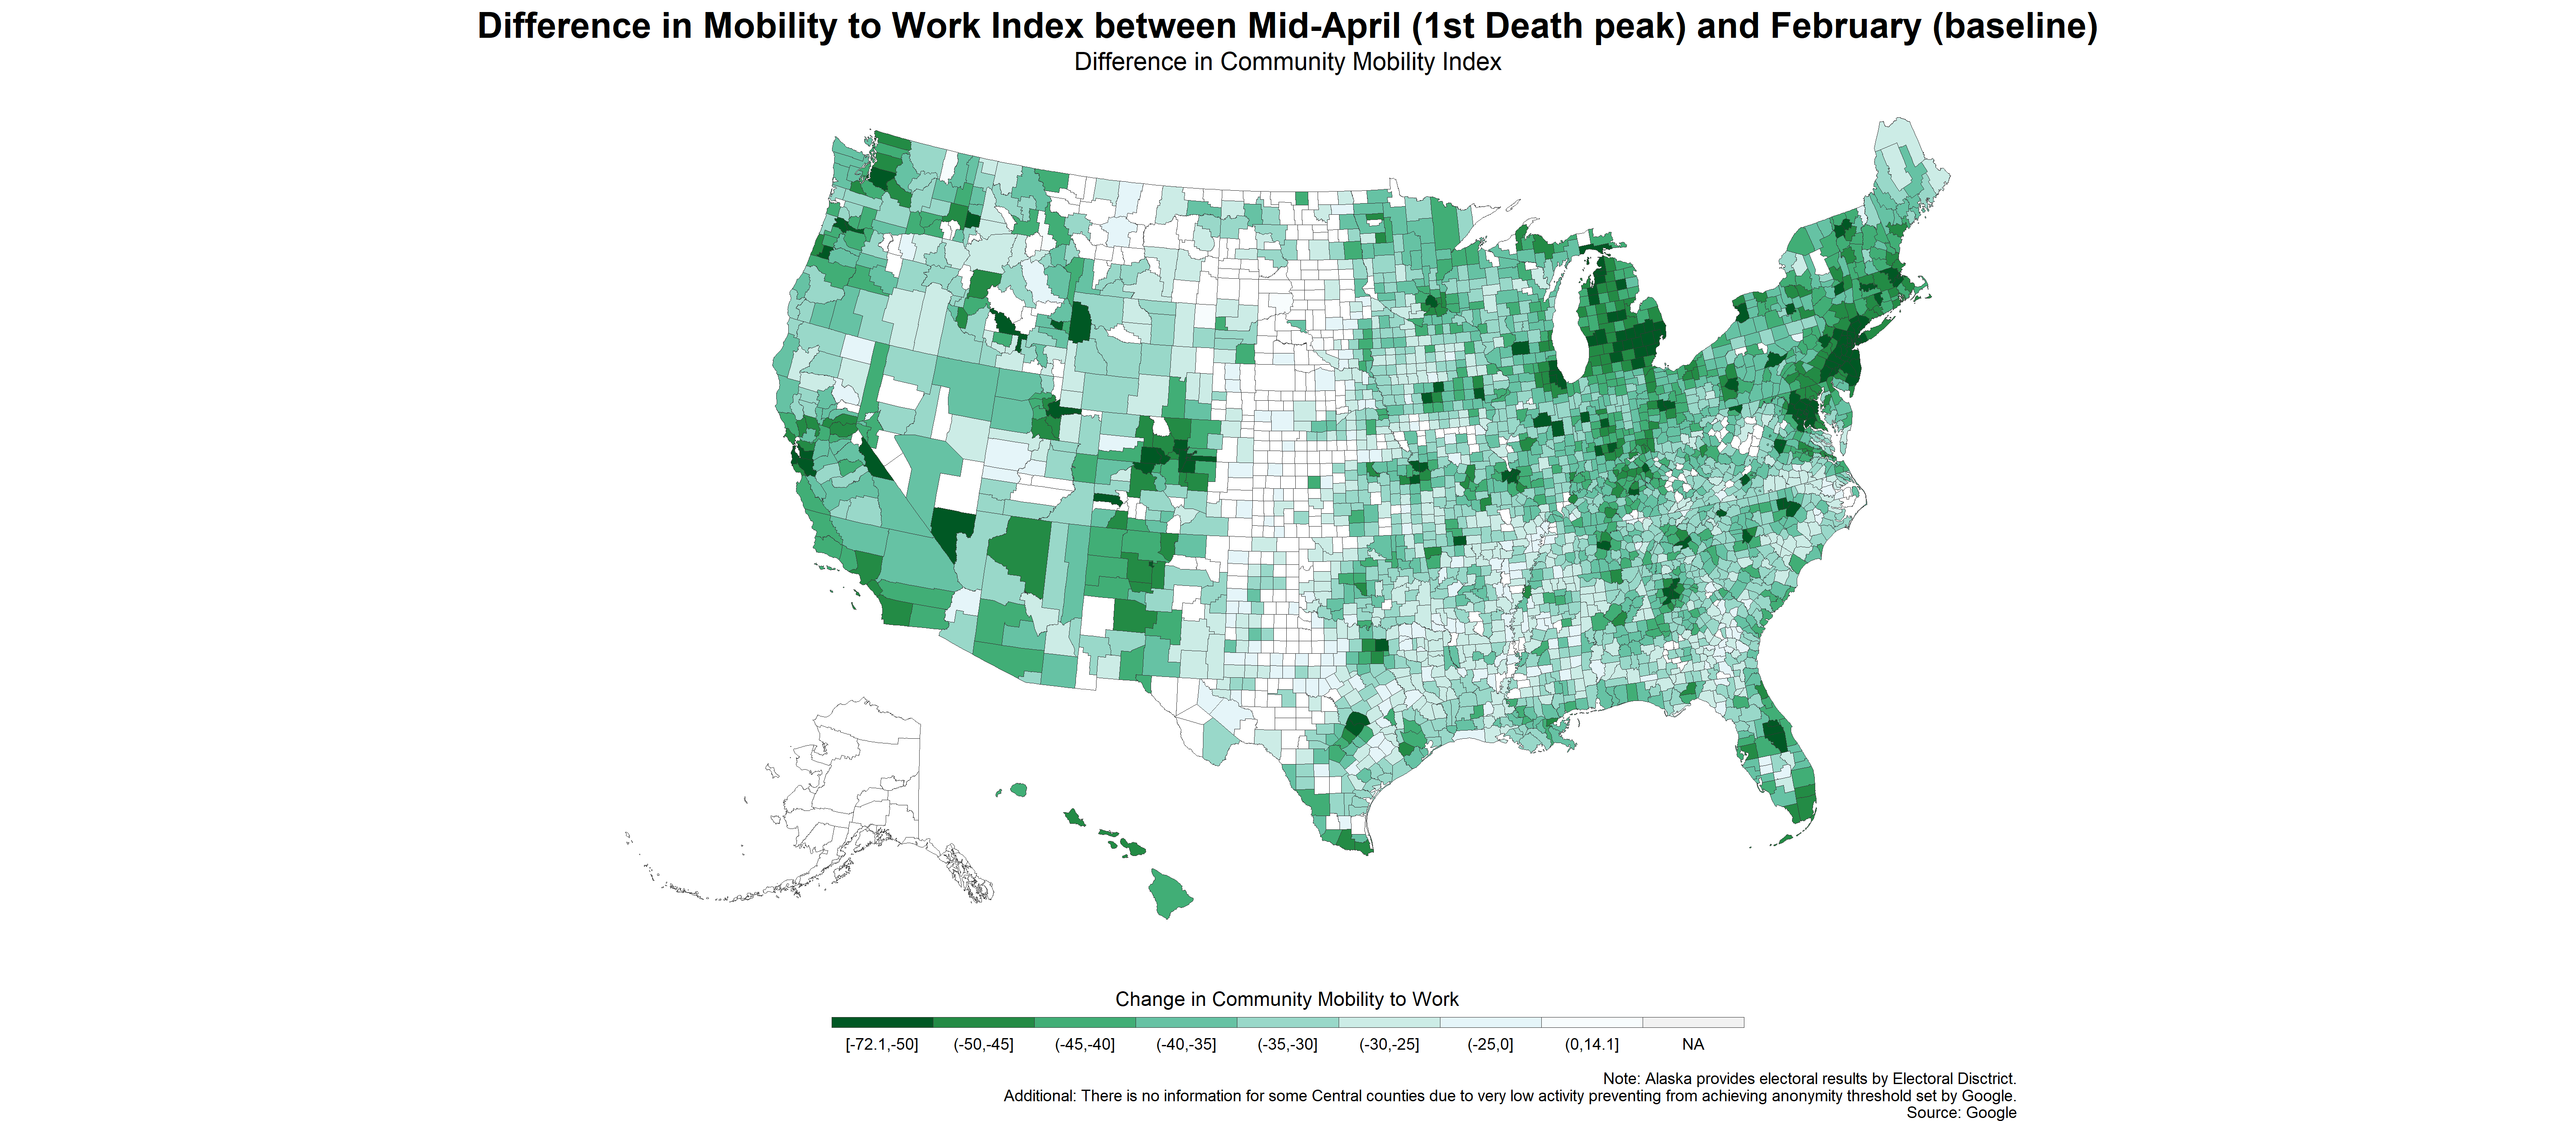 Difference in Mobility to Work Index between Mid-April (1st Death peak) and February (baseline)
Difference in Community Mobility Index
Change in Community Mobility to Work
[-72.1,-50] (-50,-45] (-45,-40] (-40,-35] (-35,-30] (-30,-25] (-25,0] (0,14.1] NA
Note: Alaska provides electoral results by Electoral Disctrict.
Additional: There is no information for some Central counties due to very low activity preventing from achieving anonymity threshold set by Google.
Source: Google